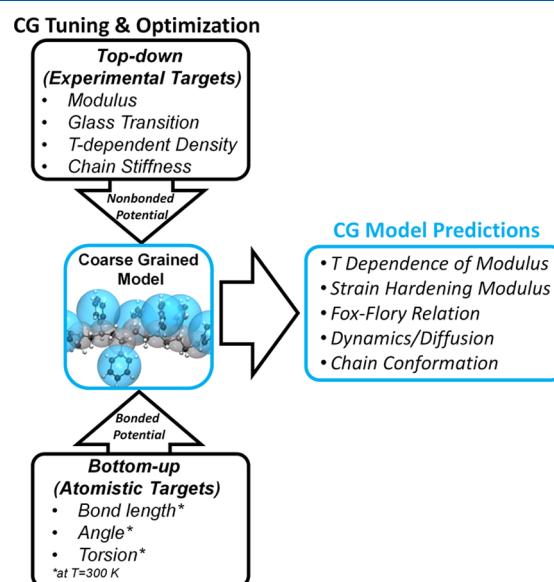 CG Tuning & Optimization
Top-down
(Experimental Targets)
• Modulus
• Glass Transition
• T-dependent Density
• Chain Stiffness
Nonbonded
Potential
Coarse Grained
Model
CG Model Predictions
• T Dependence of Modulus
• Strain Hardening Modulus
• Fox-Flory Relation
• Dynamics/Diffusion
• Chain Conformation
Bonded
Potential
Bottom-up
(Atomistic Targets)
• Bond length*
• Angle*
• Torsion*
*at T=300 K